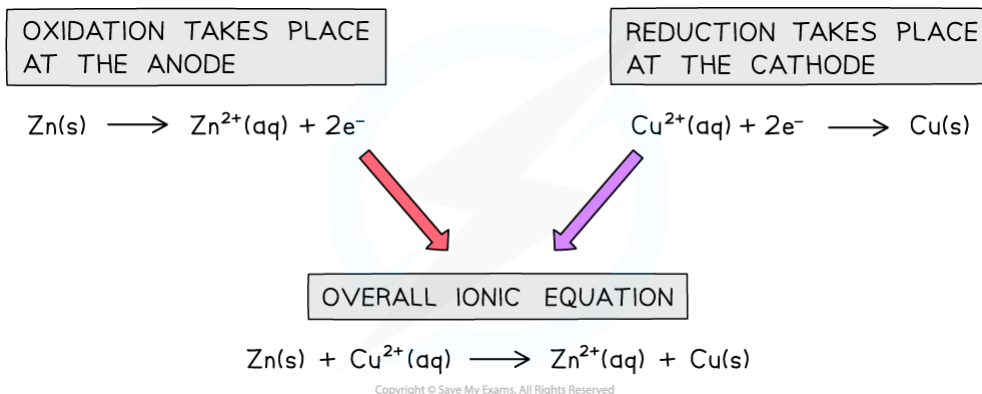 OXIDATION TAKES PLACE
AT THE ANODE
Zn(s) ⟶ Zn²⁺(aq) + 2e⁻
REDUCTION TAKES PLACE
AT THE CATHODE
Cu²⁺(aq) + 2e⁻ ⟶ Cu(s)
OVERALL IONIC EQUATION
Zn(s) + Cu²⁺(aq) ⟶ Zn²⁺(aq) + Cu(s)
Copyright © Save My Exams. All Rights Reserved